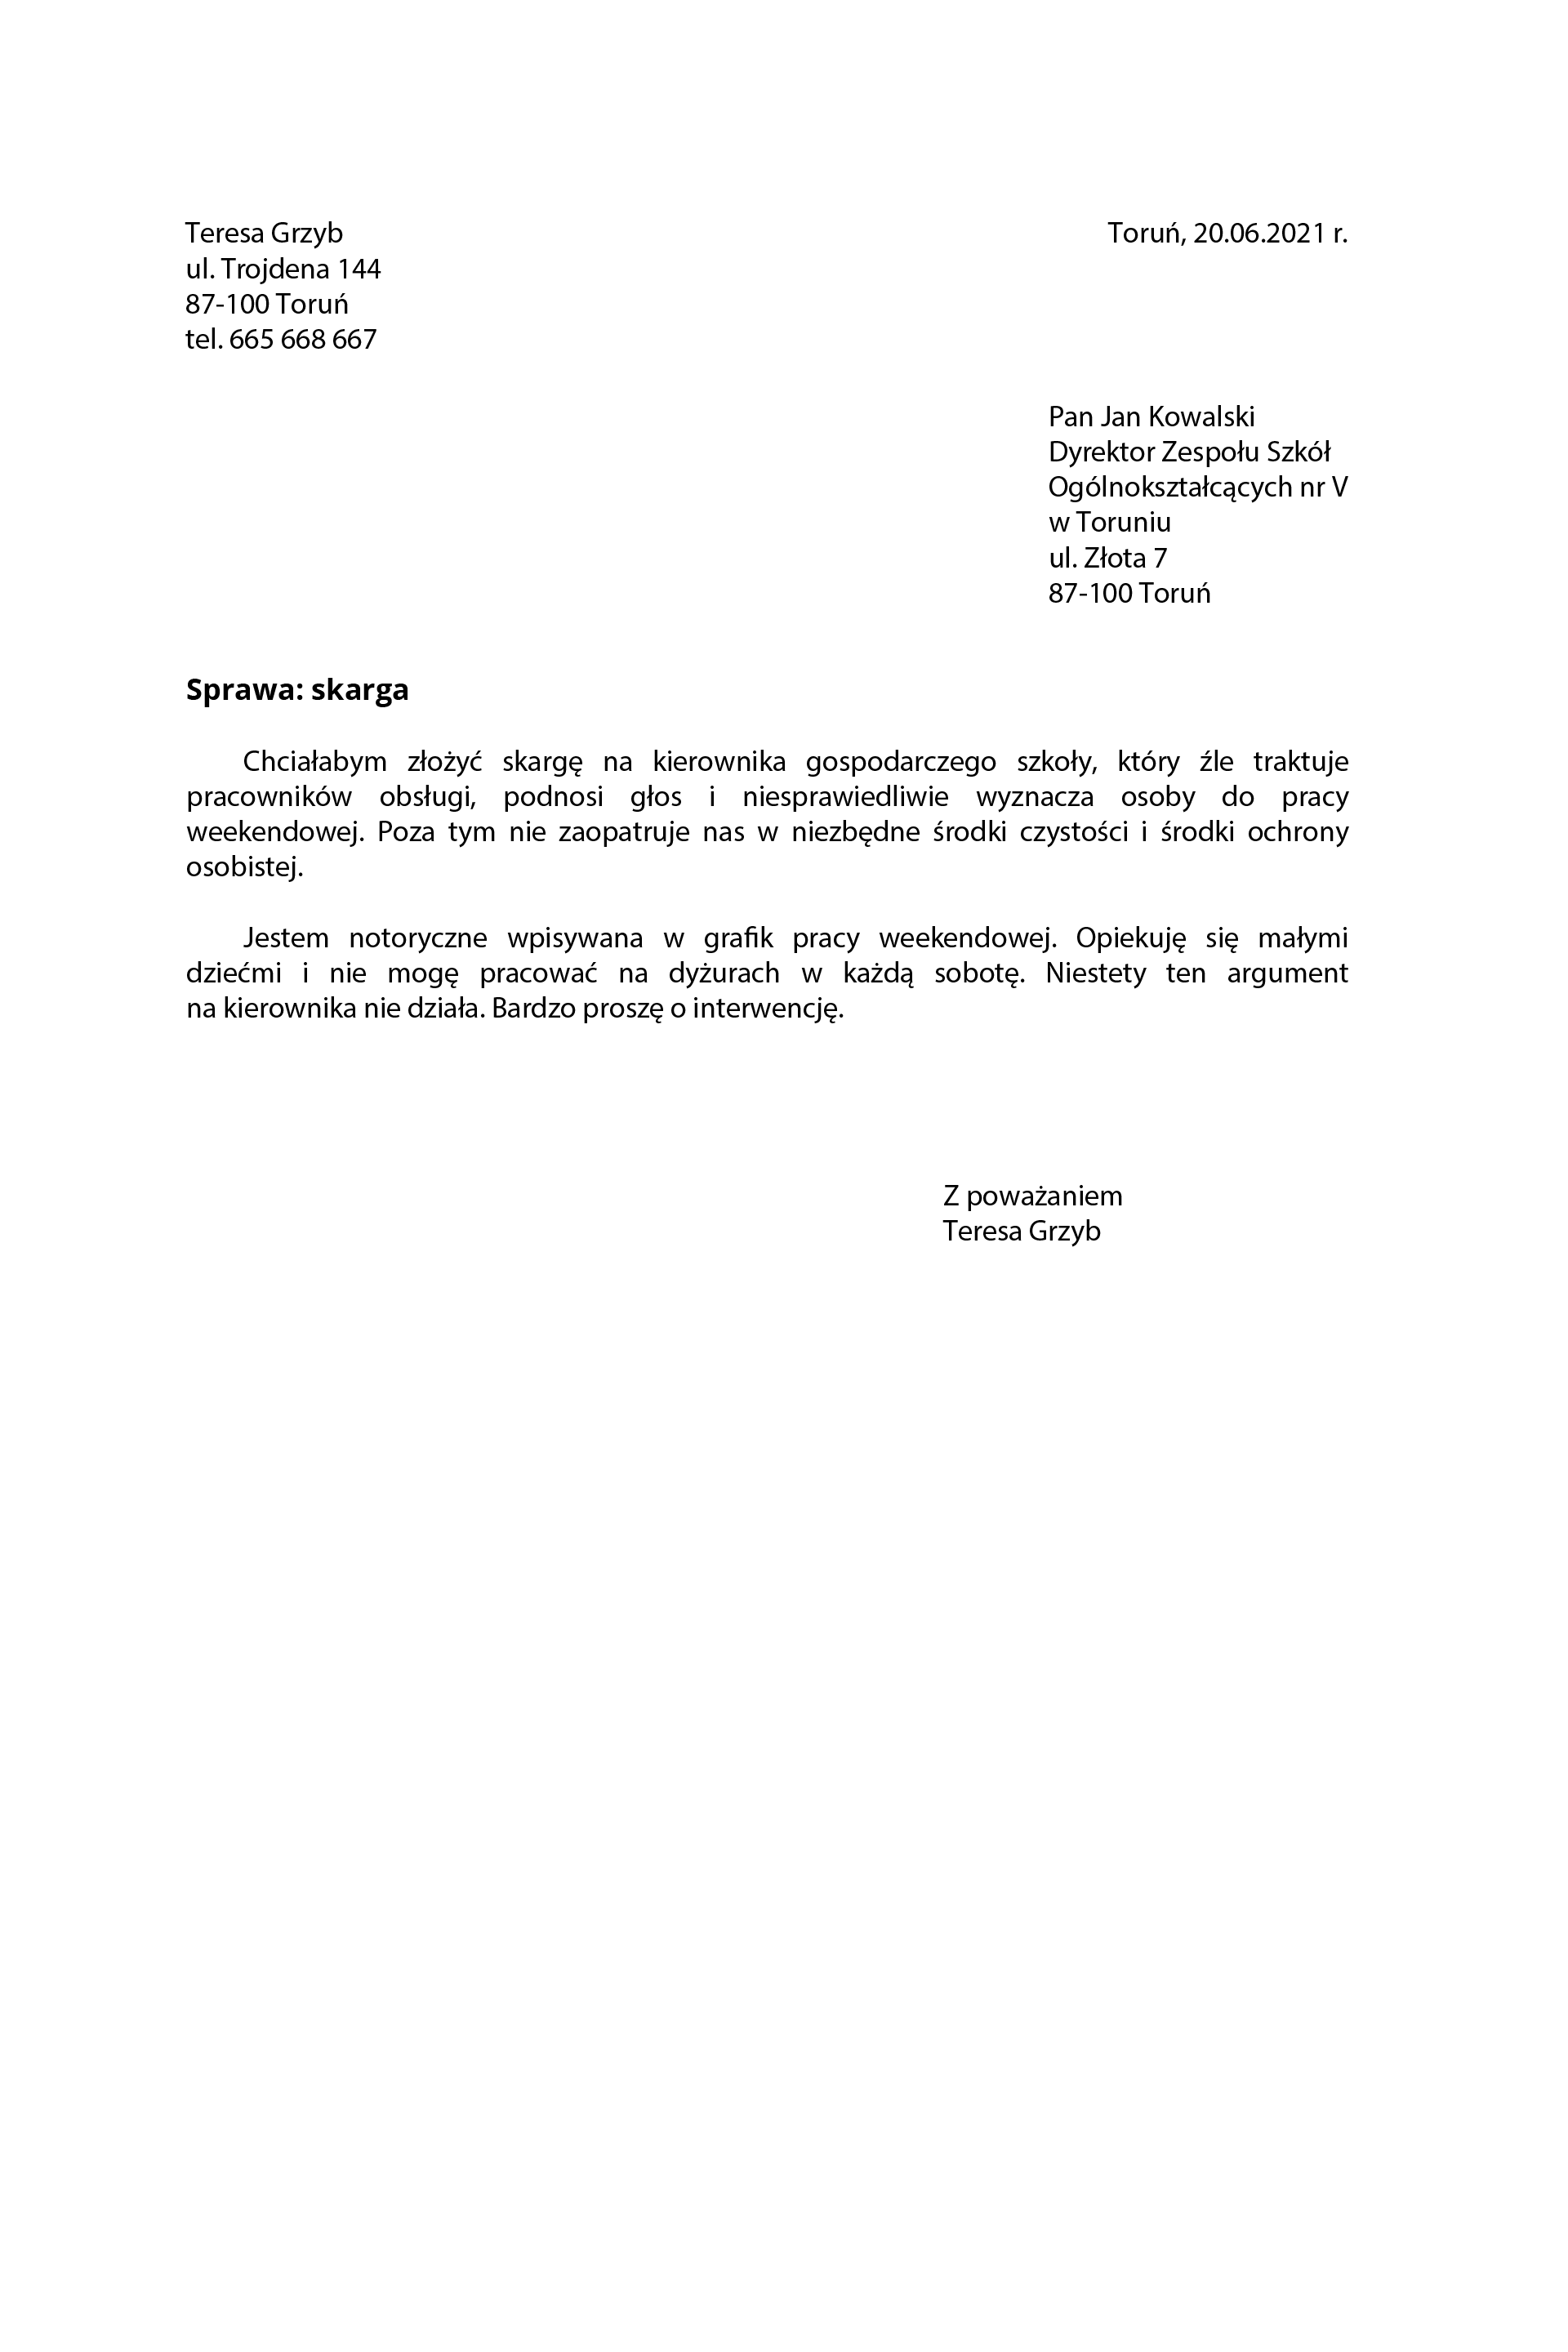 Teresa Grzyb
ul. Trojdena 144
87-100 Toruń
tel. 665 668 667
Toruń, 20.06.2021 r.
Pan Jan Kowalski
Dyrektor Zespołu Szkół
Ogólnokształcących nr V
w Toruniu
ul. Złota 7
87-100 Toruń
Sprawa: skarga
Chciałabym złożyć skargę na kierownika gospodarczego szkoły, który źle traktuje
pracowników obsługi, podnosi głos i niesprawiedliwie wyznacza osoby do pracy
weekendowej. Poza tym nie zaopatruje nas w niezbędne środki czystości i środki ochrony
osobistej.
Jestem notoryczne wpisywana w grafik pracy weekendowej. Opiekuję się małymi
dziećmi i nie mogę pracować na dyżurach w każdą sobotę. Niestety ten argument
na kierownika nie działa. Bardzo proszę o interwencję.
Z poważaniem
Teresa Grzyb